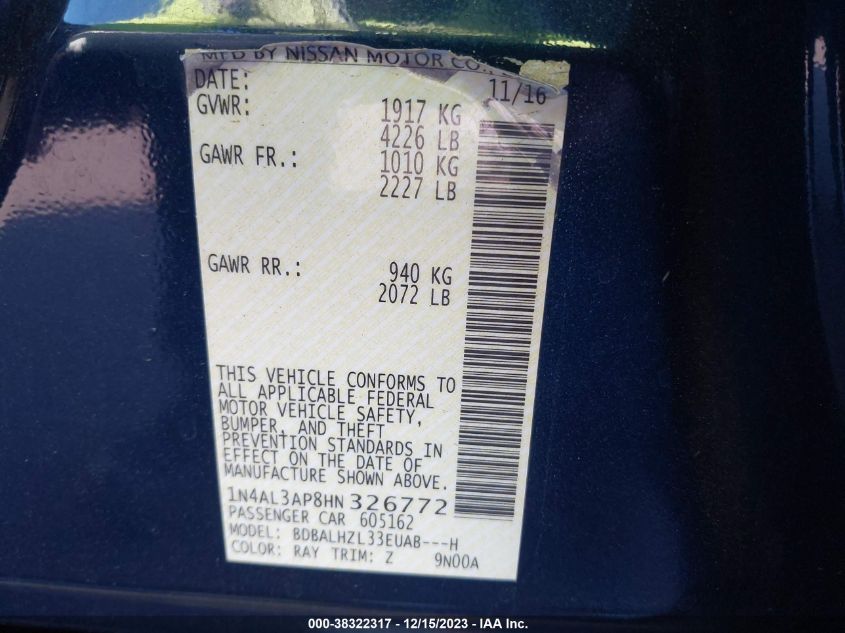 MFD BY NISSAN MOTOR CO.,
DATE: 11/16
GVWR: 1917 KG
4226 LB
GAWR FR.: 1010 KG
2227 LB
GAWR RR.: 940 KG
2072 LB
THIS VEHICLE CONFORMS TO
ALL APPLICABLE FEDERAL
MOTOR VEHICLE SAFETY,
BUMPER, AND THEFT
PREVENTION STANDARDS IN
EFFECT ON THE DATE OF
MANUFACTURE SHOWN ABOVE.
1N4AL3AP8HN 326772
PASSENGER CAR 605162
MODEL: BDBALHZL33EUAB---H
COLOR: RAY TRIM: Z 9N00A
000-38322317 - 12/15/2023 - IAA Inc.